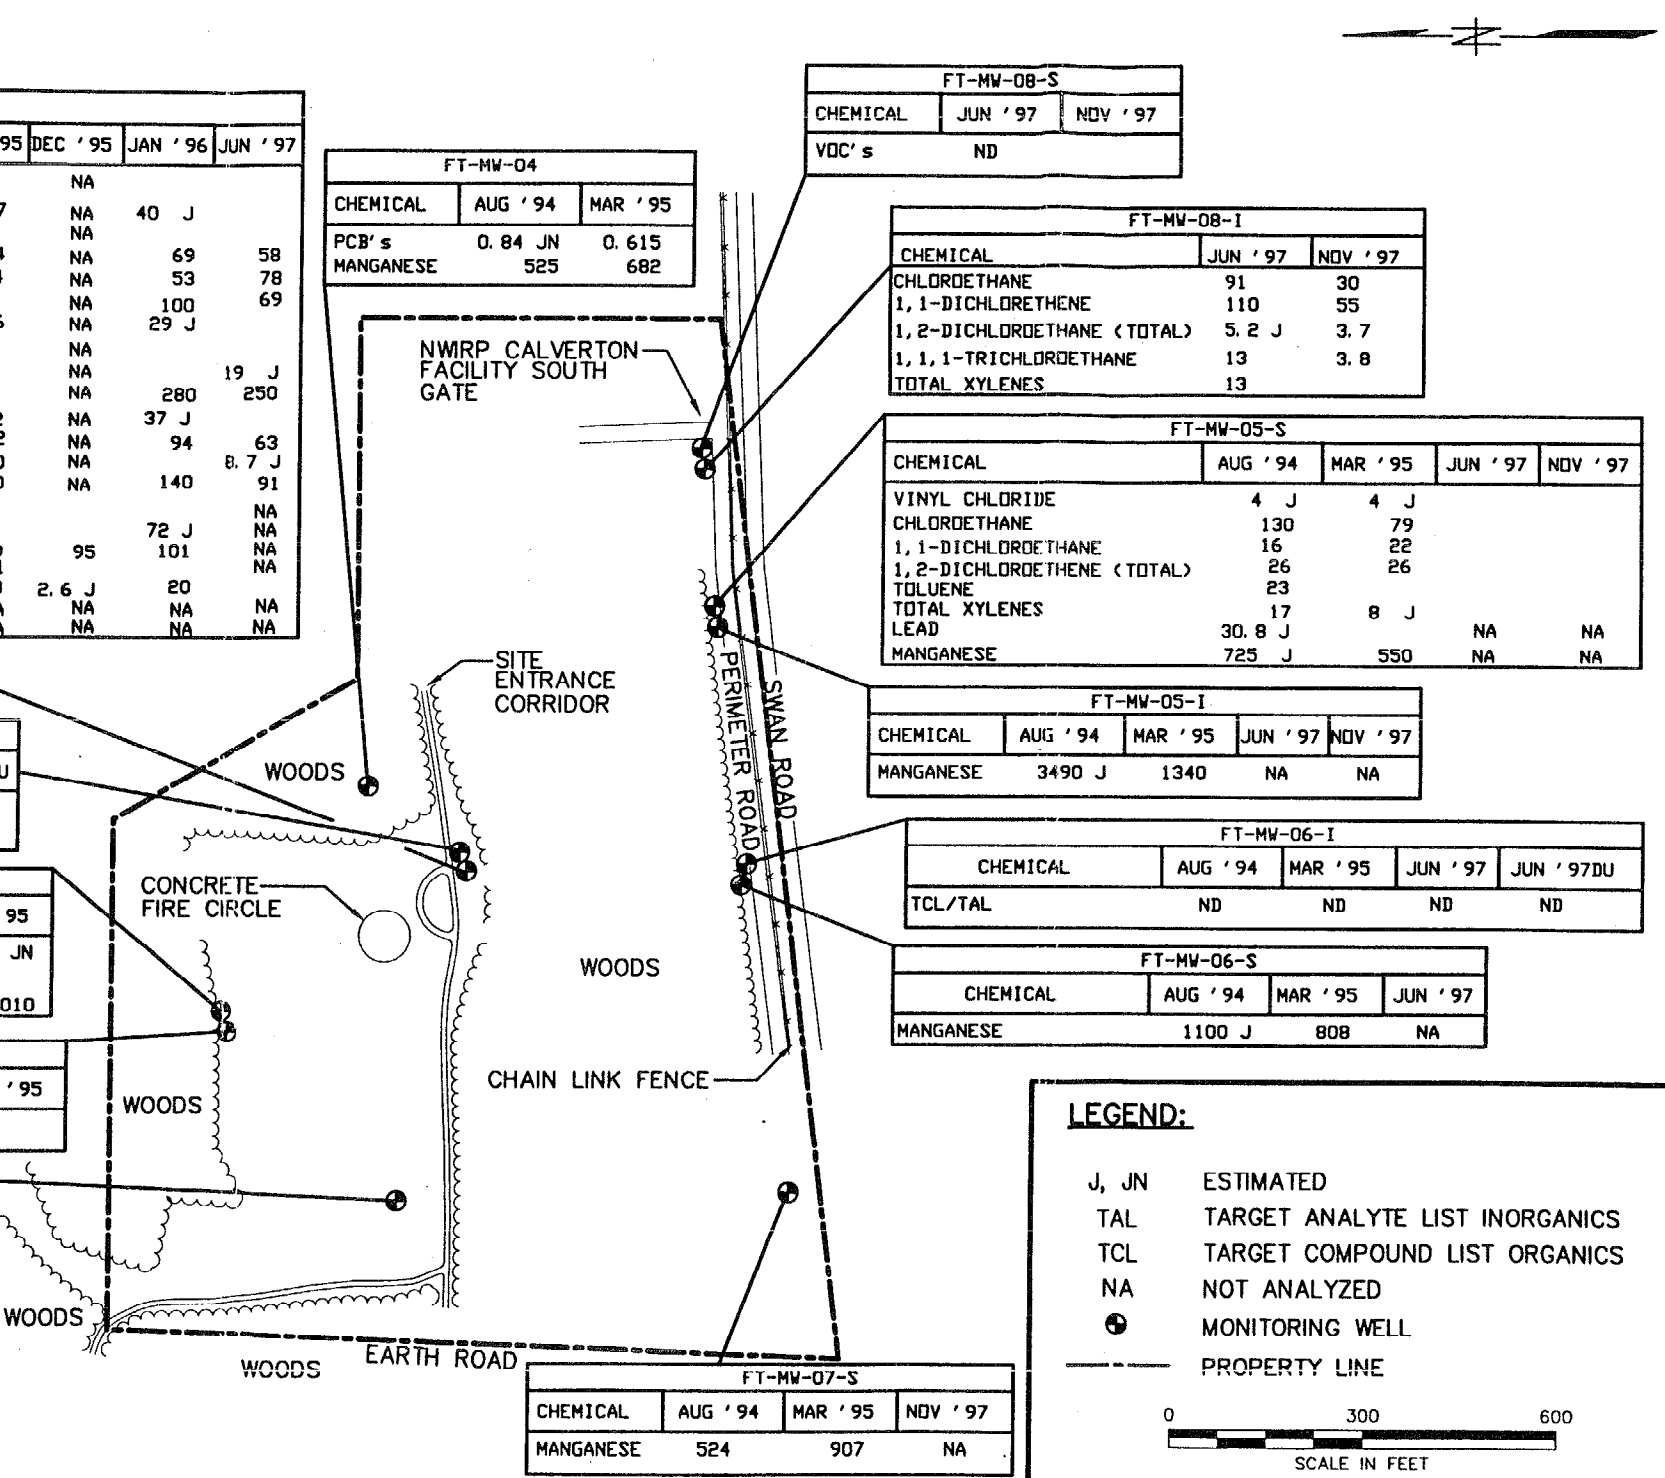 Z
FT-MW-08-S
CHEMICAL JUN '97 NOV '97
VOC's ND
95 DEC '95 JAN '96 JUN '97
NA
7 NA 40 J
NA
NA 69 58
NA 53 78
NA 100 69
NA 29 J
NA
NA 19 J
NA 280 250
2 NA 37 J
2 NA 94 63
NA 8.7 J
NA 140 91
NA
72 J NA
95 101 NA
NA
2.6 J 20
NA NA NA
NA NA NA
FT-MW-04
CHEMICAL AUG '94 MAR '95
PCB's 0.84 JN 0.615
MANGANESE 525 682
FT-MW-08-I
CHEMICAL JUN '97 NOV '97
CHLOROETHANE 91 30
1,1-DICHLORETHENE 110 55
1,2-DICHLOROETHANE (TOTAL) 5.2 J 3.7
1,1,1-TRICHLOROETHANE 13 3.8
TOTAL XYLENES 13
NWIRP CALVERTON
FACILITY SOUTH
GATE
FT-MW-05-S
CHEMICAL AUG '94 MAR '95 JUN '97 NOV '97
VINYL CHLORIDE 4 J 4 J
CHLOROETHANE 130 79
1,1-DICHLOROETHANE 16 22
1,2-DICHLOROETHENE (TOTAL) 26 26
TOLUENE 23
TOTAL XYLENES 17 8 J
LEAD 30.8 J NA NA
MANGANESE 725 J 550 NA NA
SITE
ENTRANCE
CORRIDOR
PERIMETER ROAD
SWAN ROAD
FT-MW-05-I
CHEMICAL AUG '94 MAR '95 JUN '97 NOV '97
MANGANESE 3490 J 1340 NA NA
WOODS
U
FT-MW-06-I
CHEMICAL AUG '94 MAR '95 JUN '97 JUN '97DU
TCL/TAL ND ND ND ND
CONCRETE
FIRE CIRCLE
95
JN
010
WOODS
FT-MW-06-S
CHEMICAL AUG '94 MAR '95 JUN '97
MANGANESE 1100 J 808 NA
'95
WOODS
CHAIN LINK FENCE
LEGEND:
J, JN ESTIMATED
TAL TARGET ANALYTE LIST INORGANICS
TCL TARGET COMPOUND LIST ORGANICS
NA NOT ANALYZED
MONITORING WELL
PROPERTY LINE
0 300 600
SCALE IN FEET
WOODS
WOODS
EARTH ROAD
FT-MW-07-S
CHEMICAL AUG '94 MAR '95 NOV '97
MANGANESE 524 907 NA